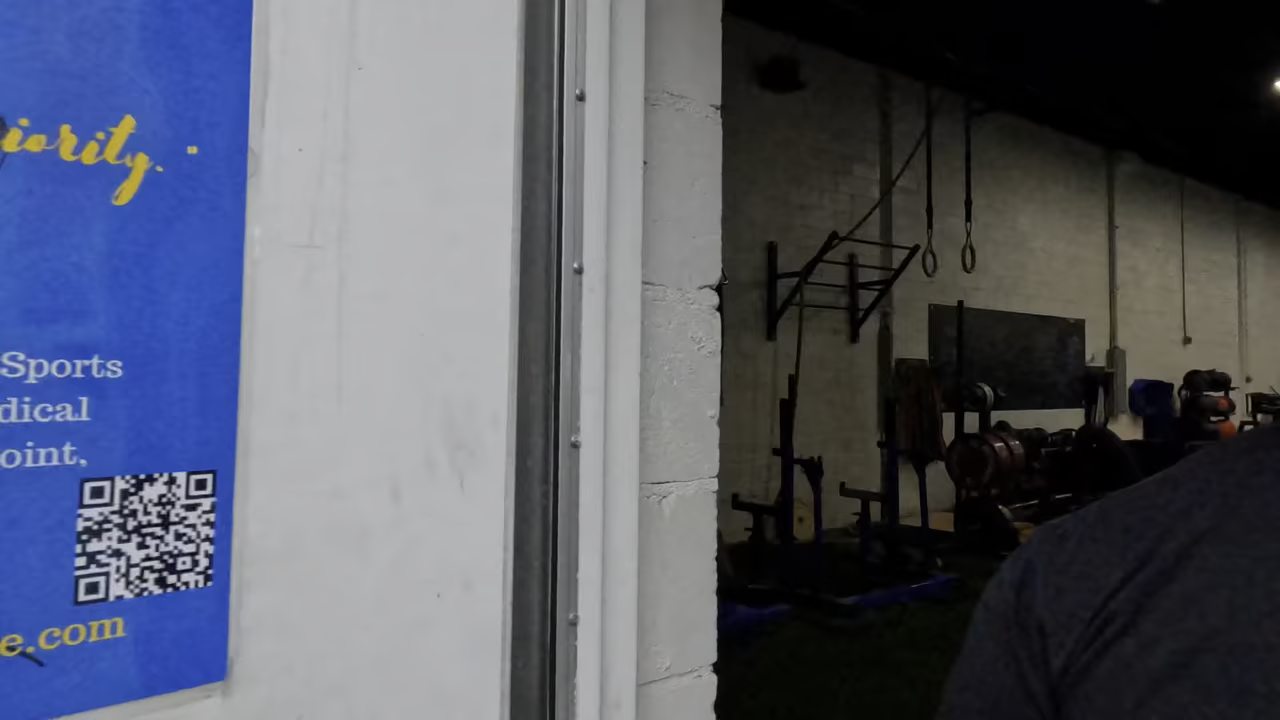 iority."
Sports
dical
oint,
e.com